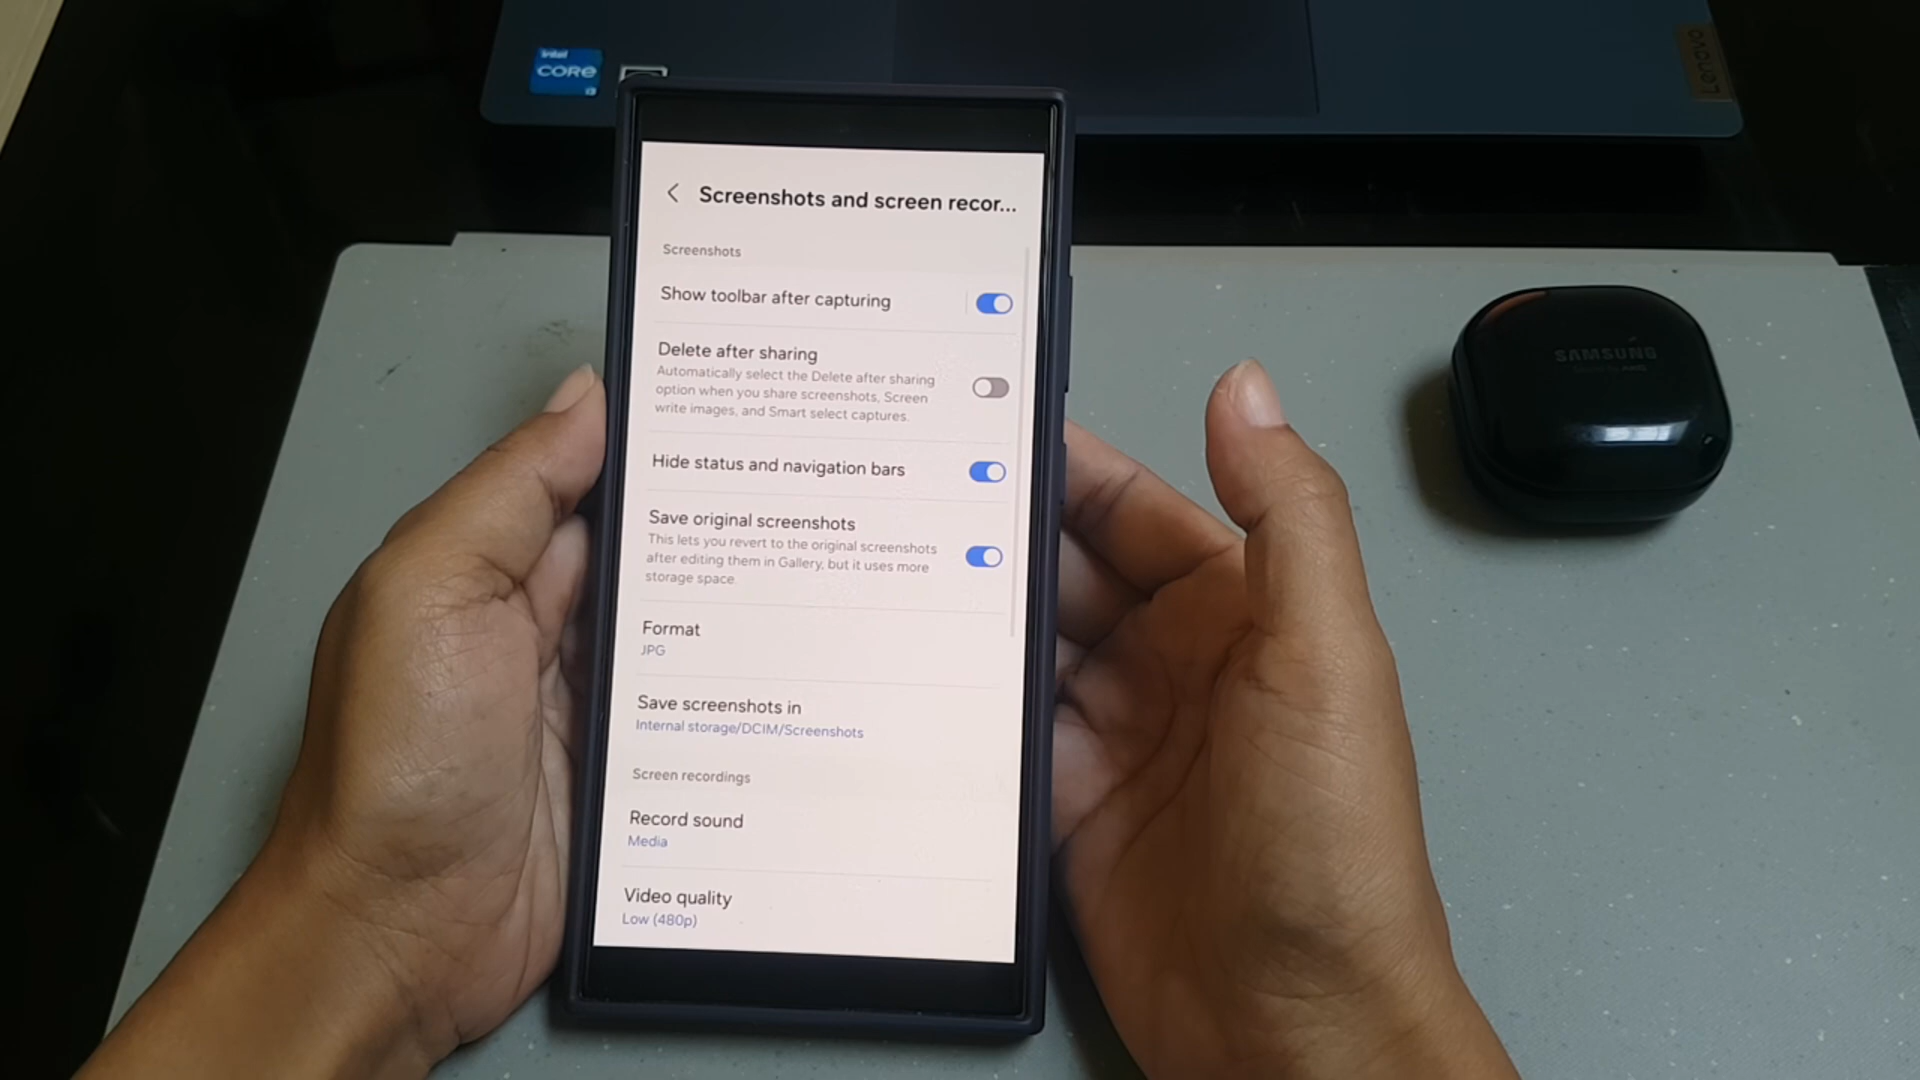 intel
CORE
i3
Lenovo
Screenshots and screen recor...
Screenshots
Show toolbar after capturing
Delete after sharing
Automatically select the Delete after sharing
option when you share screenshots, Screen
write images, and Smart select captures.
Hide status and navigation bars
Save original screenshots
This lets you revert to the original screenshots
after editing them in Gallery, but it uses more
storage space.
Format
JPG
Save screenshots in
Internal storage/DCIM/Screenshots
Screen recordings
Record sound
Media
Video quality
Low (480p)
SAMSUNG